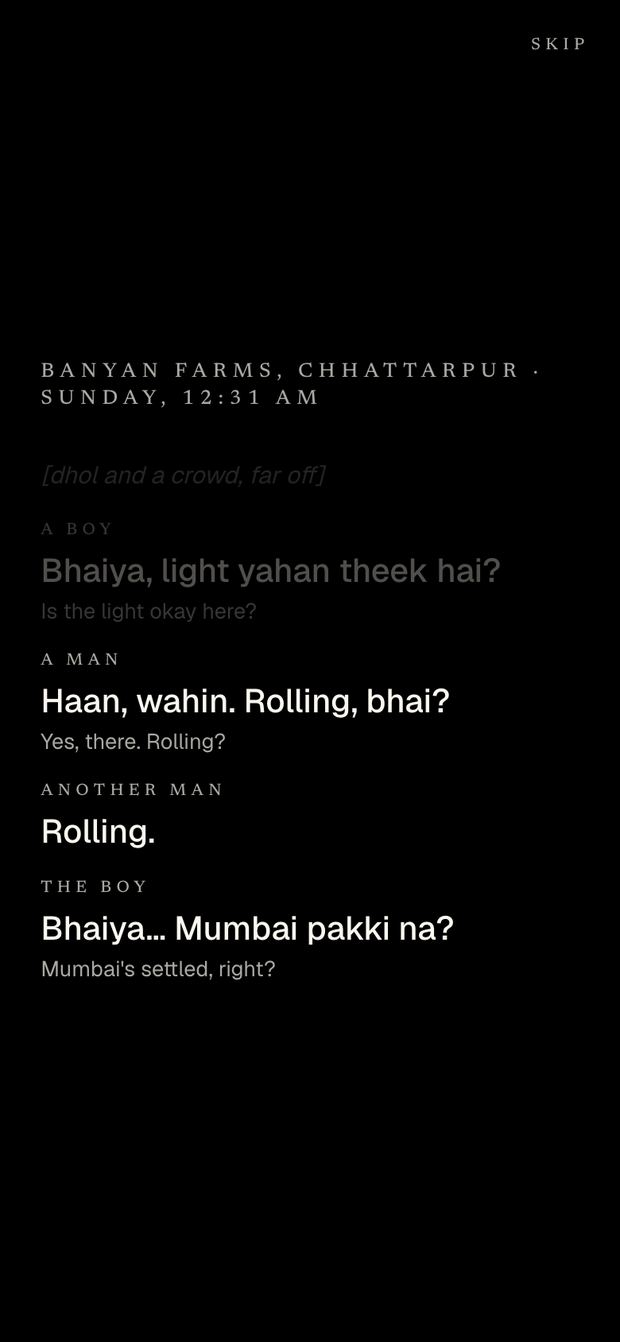 SKIP
BANYAN FARMS, CHHATTARPUR ·
SUNDAY, 12:31 AM
[dhol and a crowd, far off]
A BOY
Bhaiya, light yahan theek hai?
Is the light okay here?
A MAN
Haan, wahin. Rolling, bhai?
Yes, there. Rolling?
ANOTHER MAN
Rolling.
THE BOY
Bhaiya... Mumbai pakki na?
Mumbai's settled, right?